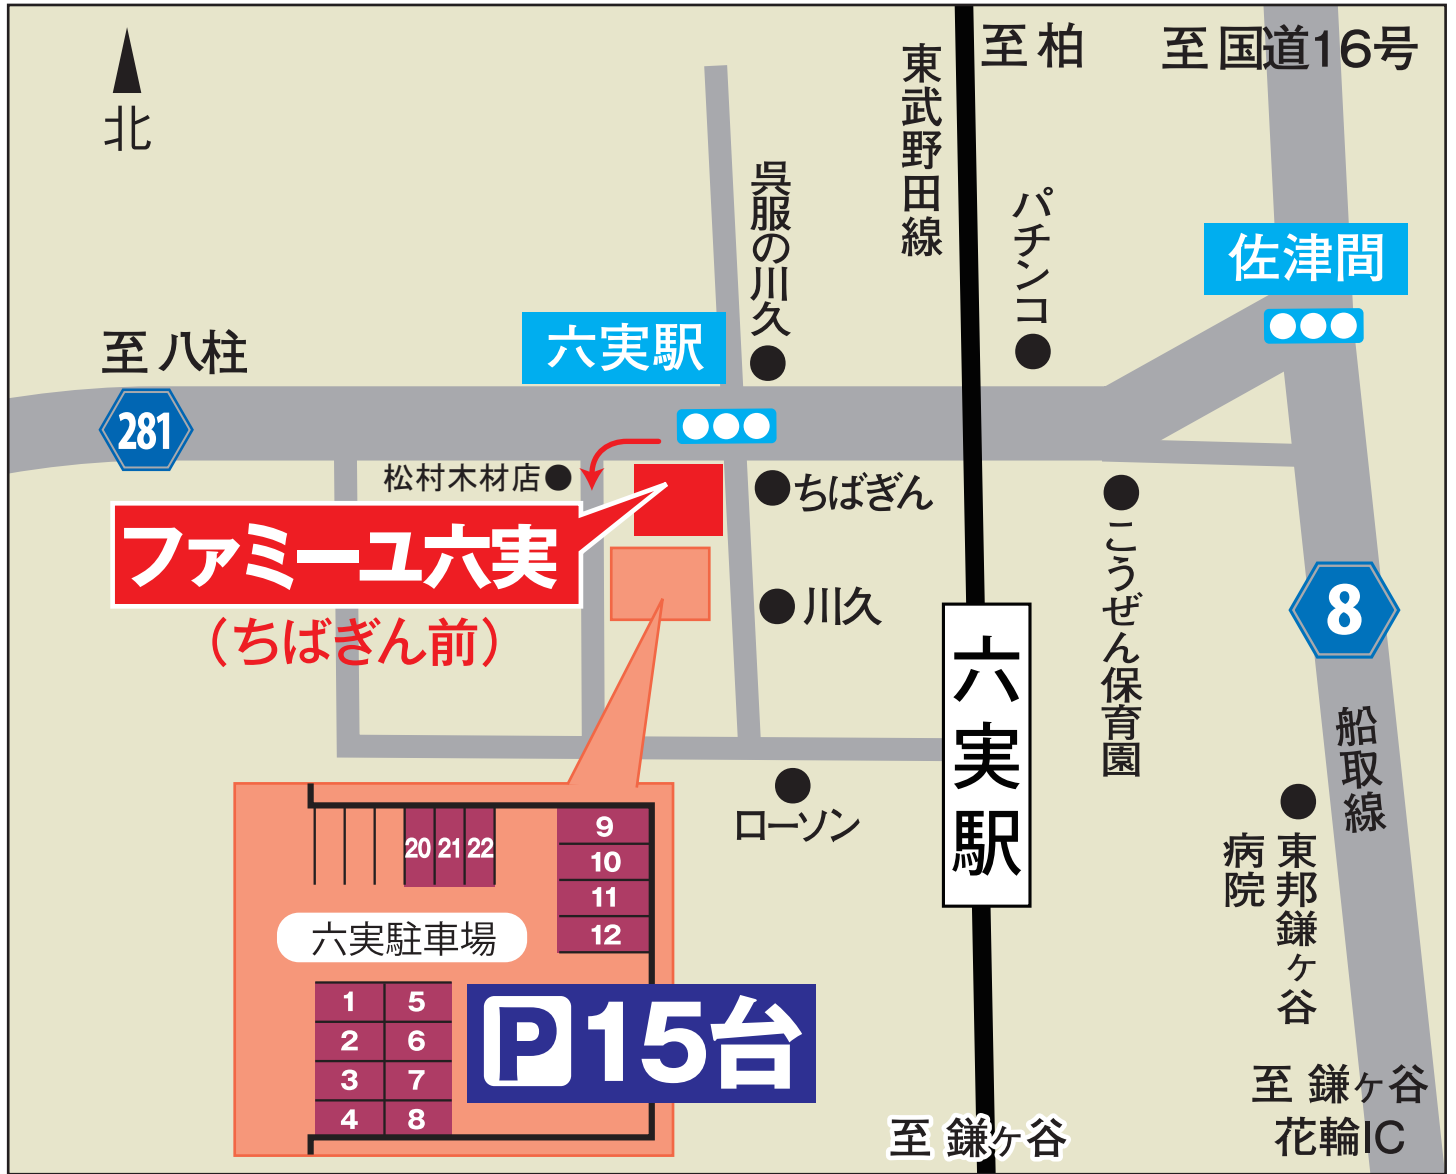 至 柏
至 国道16号
北
東武野田線
呉服の川久
パチンコ
佐津間
六実駅
至 八柱
281
松村木材店
ちばぎん
ファミーユ六実
(ちばぎん前)
川久
こうぜん保育園
8
六実駅
船取線
ローソン
東邦鎌ヶ谷
病院
20 21 22
9
10
11
12
六実駐車場
1 5
2 6
3 7
4 8
P15台
至 鎌ヶ谷
至 鎌ヶ谷
花輪IC